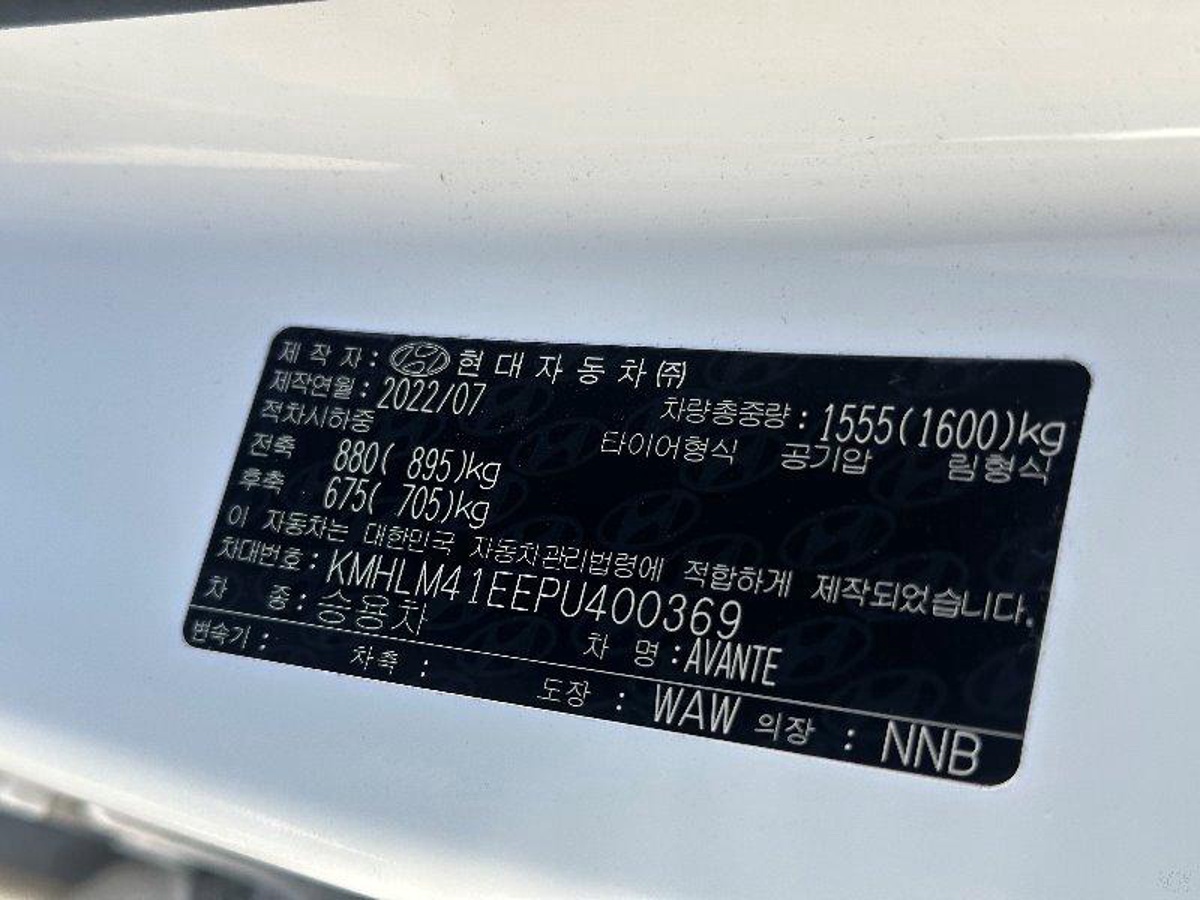 제 작 자 : 현 대 자 동 차 ㈜
제작연월 : 2022/07 차량총중량 : 1555(1600)kg
적차시하중 타이어형식 공기압 림형식
전축 880( 895)kg
후축 675( 705)kg
이 자동차는 대한민국 자동차관리법령에 적합하게 제작되었습니다.
차대번호 : KMHLM41EEPU400369
차 종 : 승용차 차 명 : AVANTE
변속기 : 차축 : 도장 : WAW 의장 : NNB